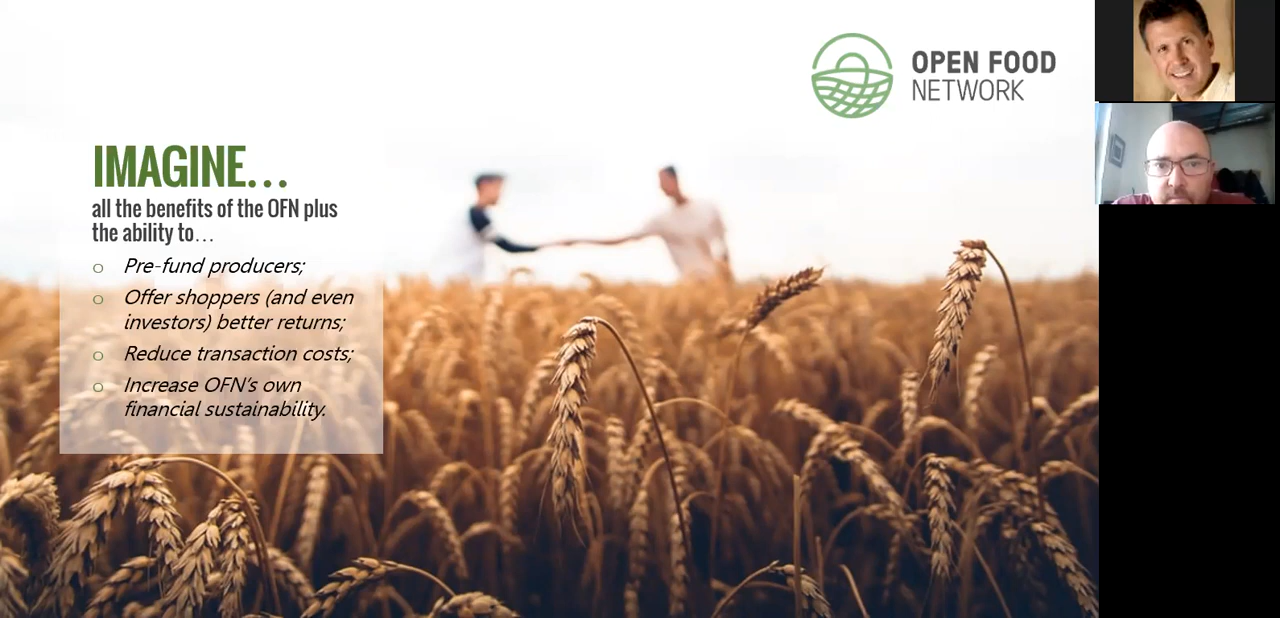 OPEN FOOD
NETWORK
IMAGINE…
all the benefits of the OFN plus
the ability to…
o Pre-fund producers;
o Offer shoppers (and even
investors) better returns;
o Reduce transaction costs;
o Increase OFN's own
financial sustainability.